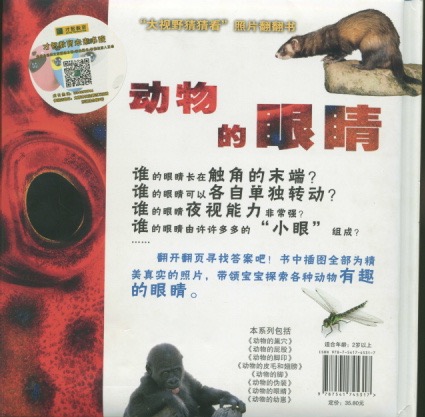 "大视野猜猜看"照片翻翻书
动物
的眼睛
谁的眼睛长在触角的末端？
谁的眼睛可以各自单独转动？
谁的眼睛夜视能力非常强？
谁的眼睛由许许多多的“小眼”组成？
……
翻开翻页寻找答案吧！书中插图全部为精
美真实的照片，带领宝宝探索各种动物有趣
的眼睛。
本系列包括
《动物的巢穴》
《动物的屁股》
《动物的脚印》
《动物的皮毛和翅膀》
《动物的脚》
《动物的伪装》
《动物的眼睛》
《动物的幼崽》
适合年龄：2岁以上
定价：35.80元